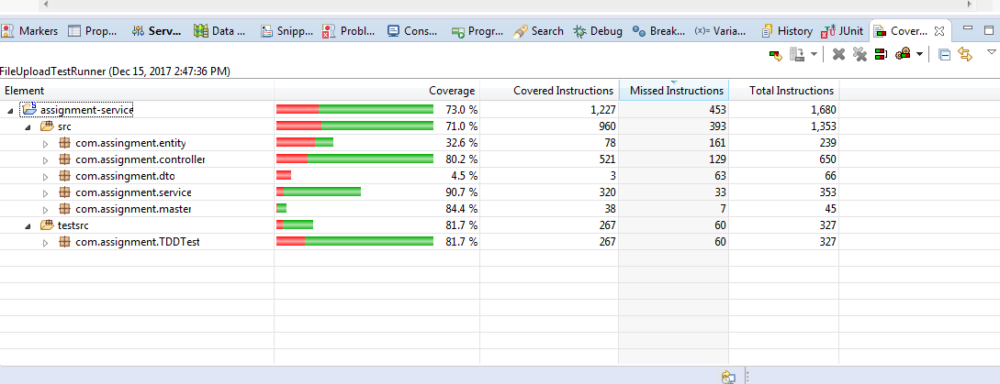 Markers Prop... Serv... Data ... Snipp... Probl... Cons... Progr... Search Debug Break... (x)= Varia... History JUnit Cover...
FileUploadTestRunner (Dec 15, 2017 2:47:36 PM)
Element Coverage Covered Instructions Missed Instructions Total Instructions
assignment-service 73.0 % 1,227 453 1,680
src 71.0 % 960 393 1,353
com.assingment.entity 32.6 % 78 161 239
com.assignment.controller 80.2 % 521 129 650
com.assignment.dto 4.5 % 3 63 66
com.assignment.service 90.7 % 320 33 353
com.assignment.master 84.4 % 38 7 45
testsrc 81.7 % 267 60 327
com.assignment.TDDTest 81.7 % 267 60 327